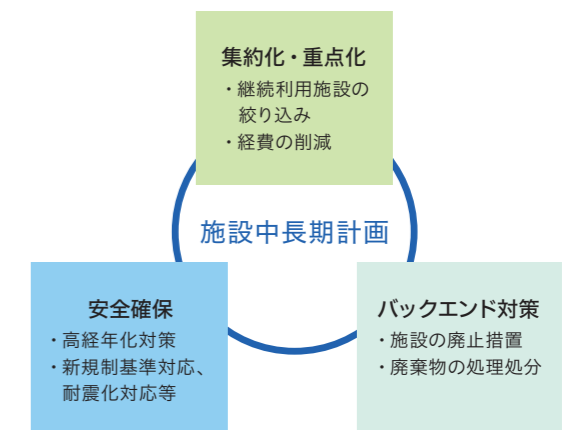 集約化・重点化
・継続利用施設の
絞り込み
・経費の削減
施設中長期計画
安全確保
・高経年化対策
・新規制基準対応、
耐震化対応等
バックエンド対策
・施設の廃止措置
・廃棄物の処理処分